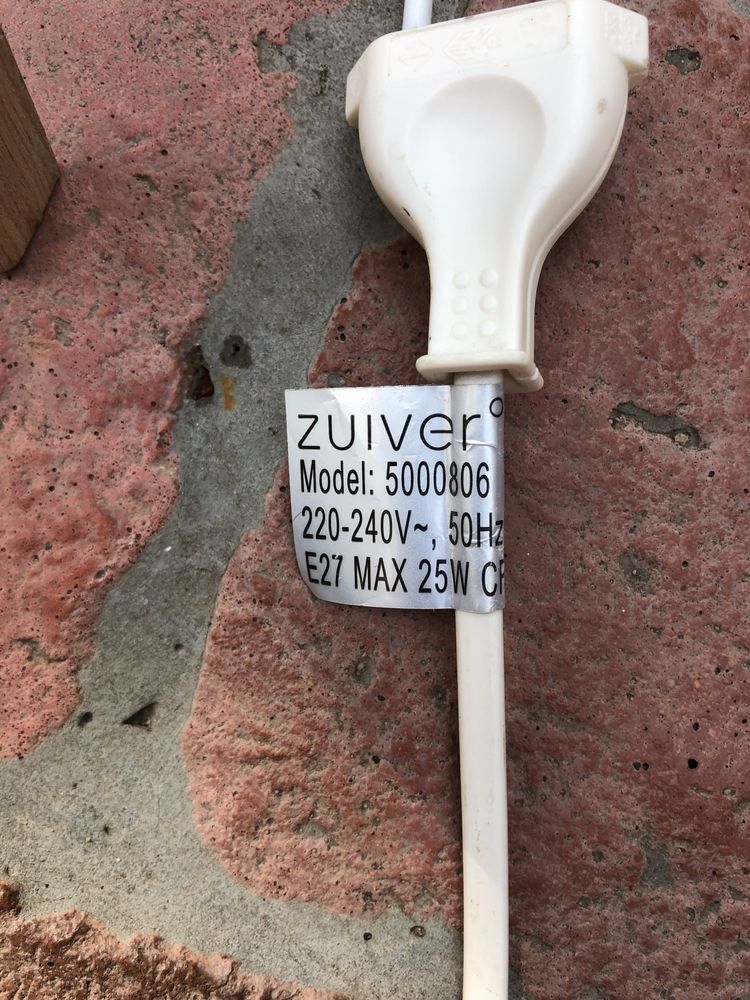 zuiver°
Model: 5000806
220-240V~, 50Hz
E27 MAX 25W